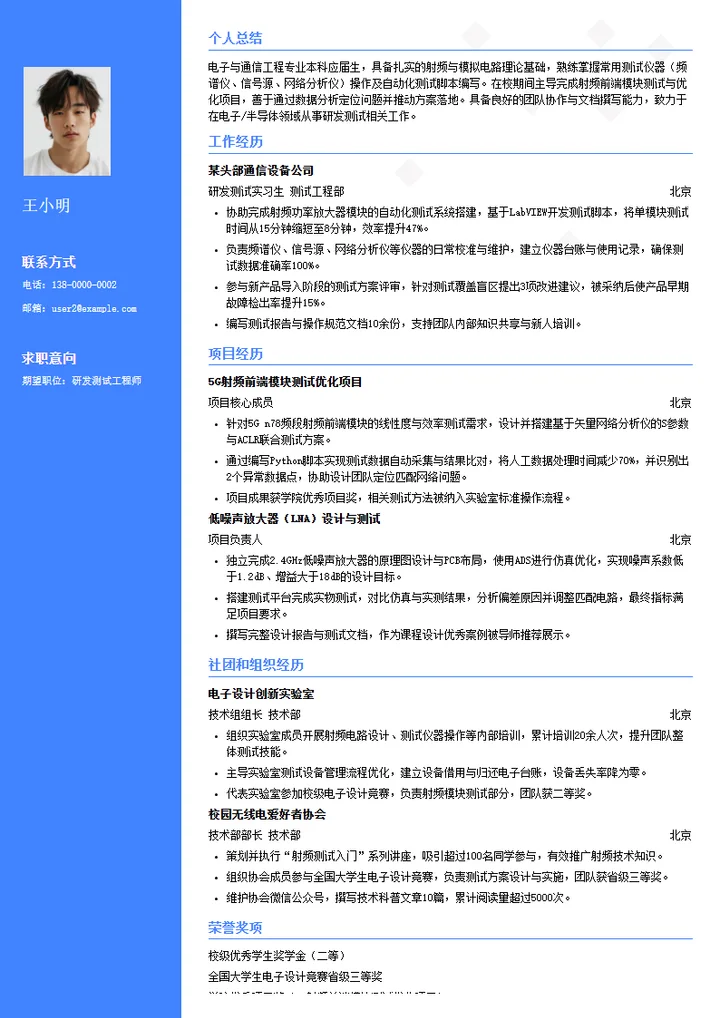 王小明
联系方式
电话：138-0000-0002
邮箱：user2@example.com
求职意向
期望职位：研发测试工程师
个人总结
电子与通信工程专业本科应届生，具备扎实的射频与模拟电路理论基础，熟练掌握常用测试仪器（频
谱仪、信号源、网络分析仪）操作及自动化测试脚本编写。在校期间主导完成射频前端模块测试与优
化项目，善于通过数据分析定位问题并推动方案落地。具备良好的团队协作与文档撰写能力，致力于
在电子/半导体领域从事研发测试相关工作。
工作经历
某头部通信设备公司
研发测试实习生 测试工程部 北京
• 协助完成射频功率放大器模块的自动化测试系统搭建，基于LabVIEW开发测试脚本，将单模块测试
时间从15分钟缩短至8分钟，效率提升47%。
• 负责频谱仪、信号源、网络分析仪等仪器的日常校准与维护，建立仪器台账与使用记录，确保测
试数据准确率100%。
• 参与新产品导入阶段的测试方案评审，针对测试覆盖盲区提出3项改进建议，被采纳后使产品早期
故障检出率提升15%。
• 编写测试报告与操作规范文档10余份，支持团队内部知识共享与新人培训。
项目经历
5G射频前端模块测试优化项目
项目核心成员 北京
• 针对5G n78频段射频前端模块的线性度与效率测试需求，设计并搭建基于矢量网络分析仪的S参数
与ACLR联合测试方案。
• 通过编写Python脚本实现测试数据自动采集与结果比对，将人工数据处理时间减少70%，并识别出
2个异常数据点，协助设计团队定位匹配网络问题。
• 项目成果获学院优秀项目奖，相关测试方法被纳入实验室标准操作流程。
低噪声放大器（LNA）设计与测试
项目负责人 北京
• 独立完成2.4GHz低噪声放大器的原理图设计与PCB布局，使用ADS进行仿真优化，实现噪声系数低
于1.2dB、增益大于18dB的设计目标。
• 搭建测试平台完成实物测试，对比仿真与实测结果，分析偏差原因并调整匹配电路，最终指标满
足项目要求。
• 撰写完整设计报告与测试文档，作为课程设计优秀案例被导师推荐展示。
社团和组织经历
电子设计创新实验室
技术组组长 技术部 北京
• 组织实验室成员开展射频电路设计、测试仪器操作等内部培训，累计培训20余人次，提升团队整
体测试技能。
• 主导实验室测试设备管理流程优化，建立设备借用与归还电子台账，设备丢失率降为零。
• 代表实验室参加校级电子设计竞赛，负责射频模块测试部分，团队获二等奖。
校园无线电爱好者协会
技术部部长 技术部 北京
• 策划并执行“射频测试入门”系列讲座，吸引超过100名同学参与，有效推广射频技术知识。
• 组织协会成员参与全国大学生电子设计竞赛，负责测试方案设计与实施，团队获省级三等奖。
• 维护协会微信公众号，撰写技术科普文章10篇，累计阅读量超过5000次。
荣誉奖项
校级优秀学生奖学金（二等）
全国大学生电子设计竞赛省级三等奖